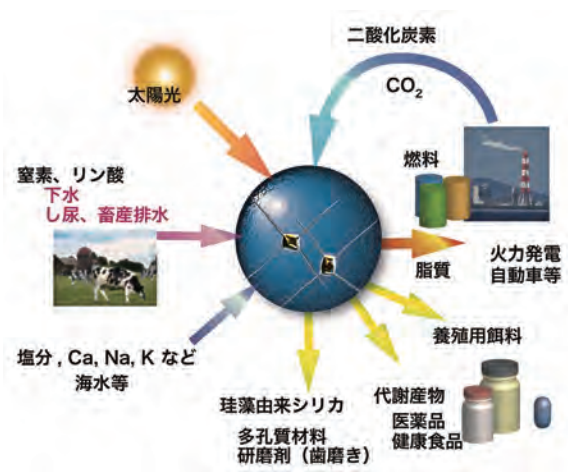 二酸化炭素
CO₂
太陽光
燃料
窒素、リン酸
下水
し尿、畜産排水
脂質
火力発電
自動車等
塩分 , Ca, Na, K など
海水等
養殖用餌料
珪藻由来シリカ
多孔質材料
研磨剤（歯磨き）
代謝産物
医薬品
健康食品